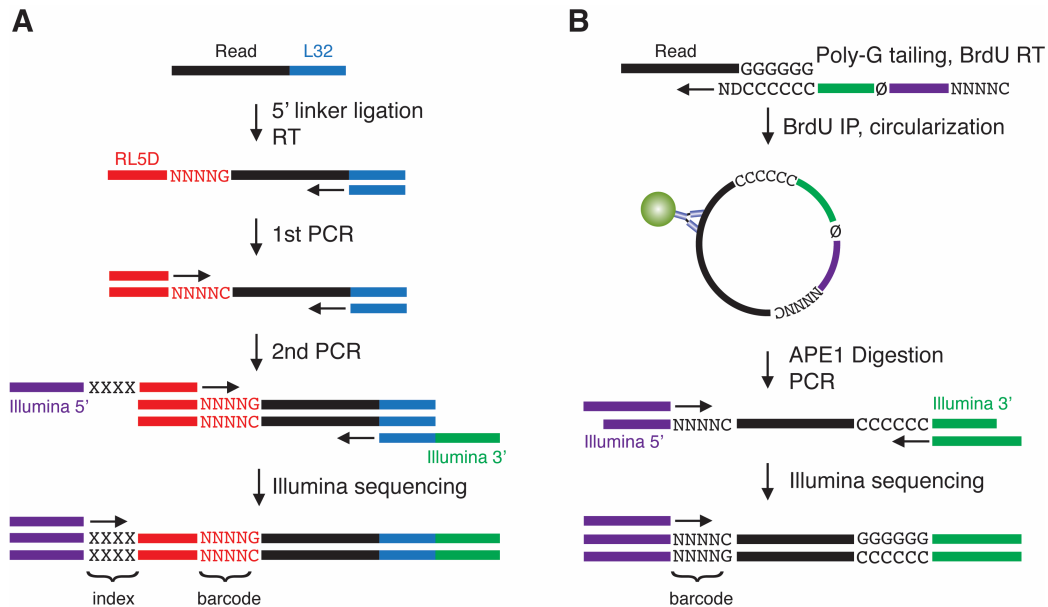 A
Read L32
5’ linker ligation
RT
RL5D
NNNNG
1st PCR
NNNNC
2nd PCR
XXXX
Illumina 5’
NNNNG
NNNNC
Illumina 3’
Illumina sequencing
XXXX NNNNG
XXXX NNNNC
index barcode
B
Read
Poly-G tailing, BrdU RT
GGGGGG
NDCCCCCC Ø NNNNC
BrdU IP, circularization
CCCCCC
Ø
NNNNC
APE1 Digestion
PCR
Illumina 3’
NNNNC CCCCCC
Illumina 5’
Illumina sequencing
NNNNC GGGGGG
NNNNG CCCCCC
barcode